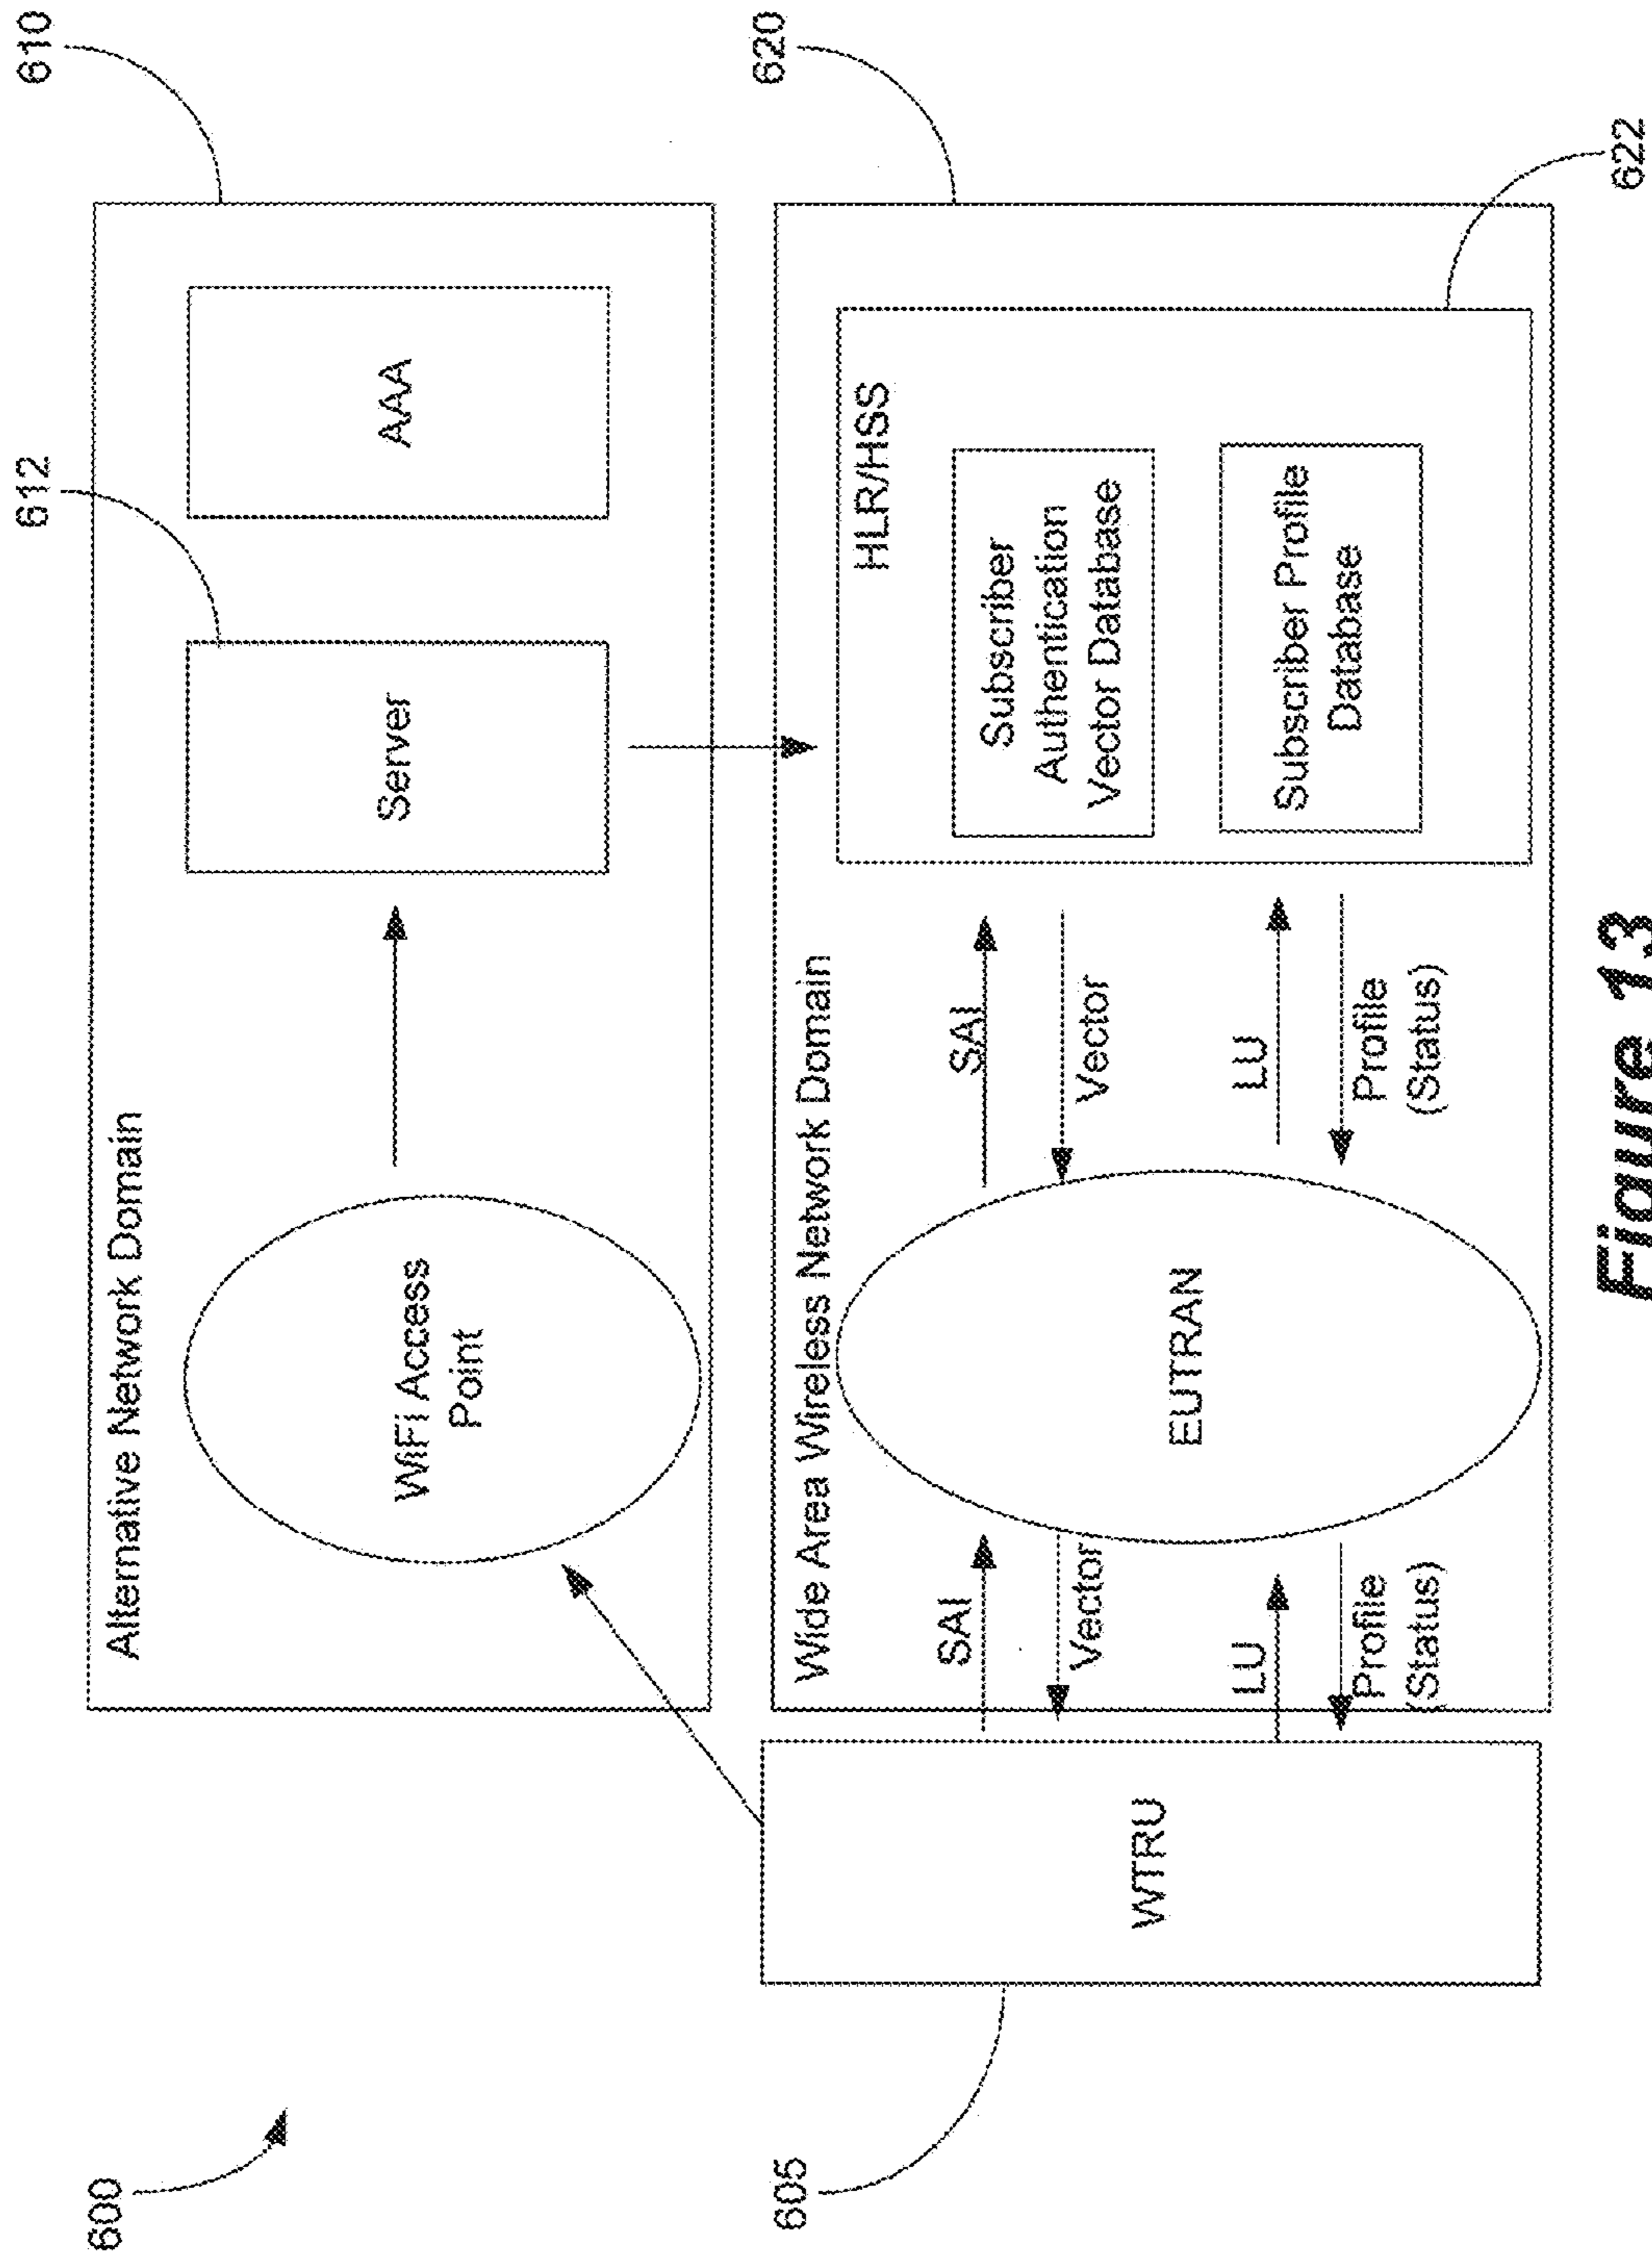 600
610
612
Alternative Network Domain
WiFi Access
Point
Server
AAA
605
620
WTRU
Wide Area Wireless Network Domain
SAI
Vector
LU
Profile
(Status)
EUTRAN
SAI
Vector
LU
Profile
(Status)
HLR/HSS
Subscriber
Authentication
Vector Database
Subscriber Profile
Database
622
Figure 13